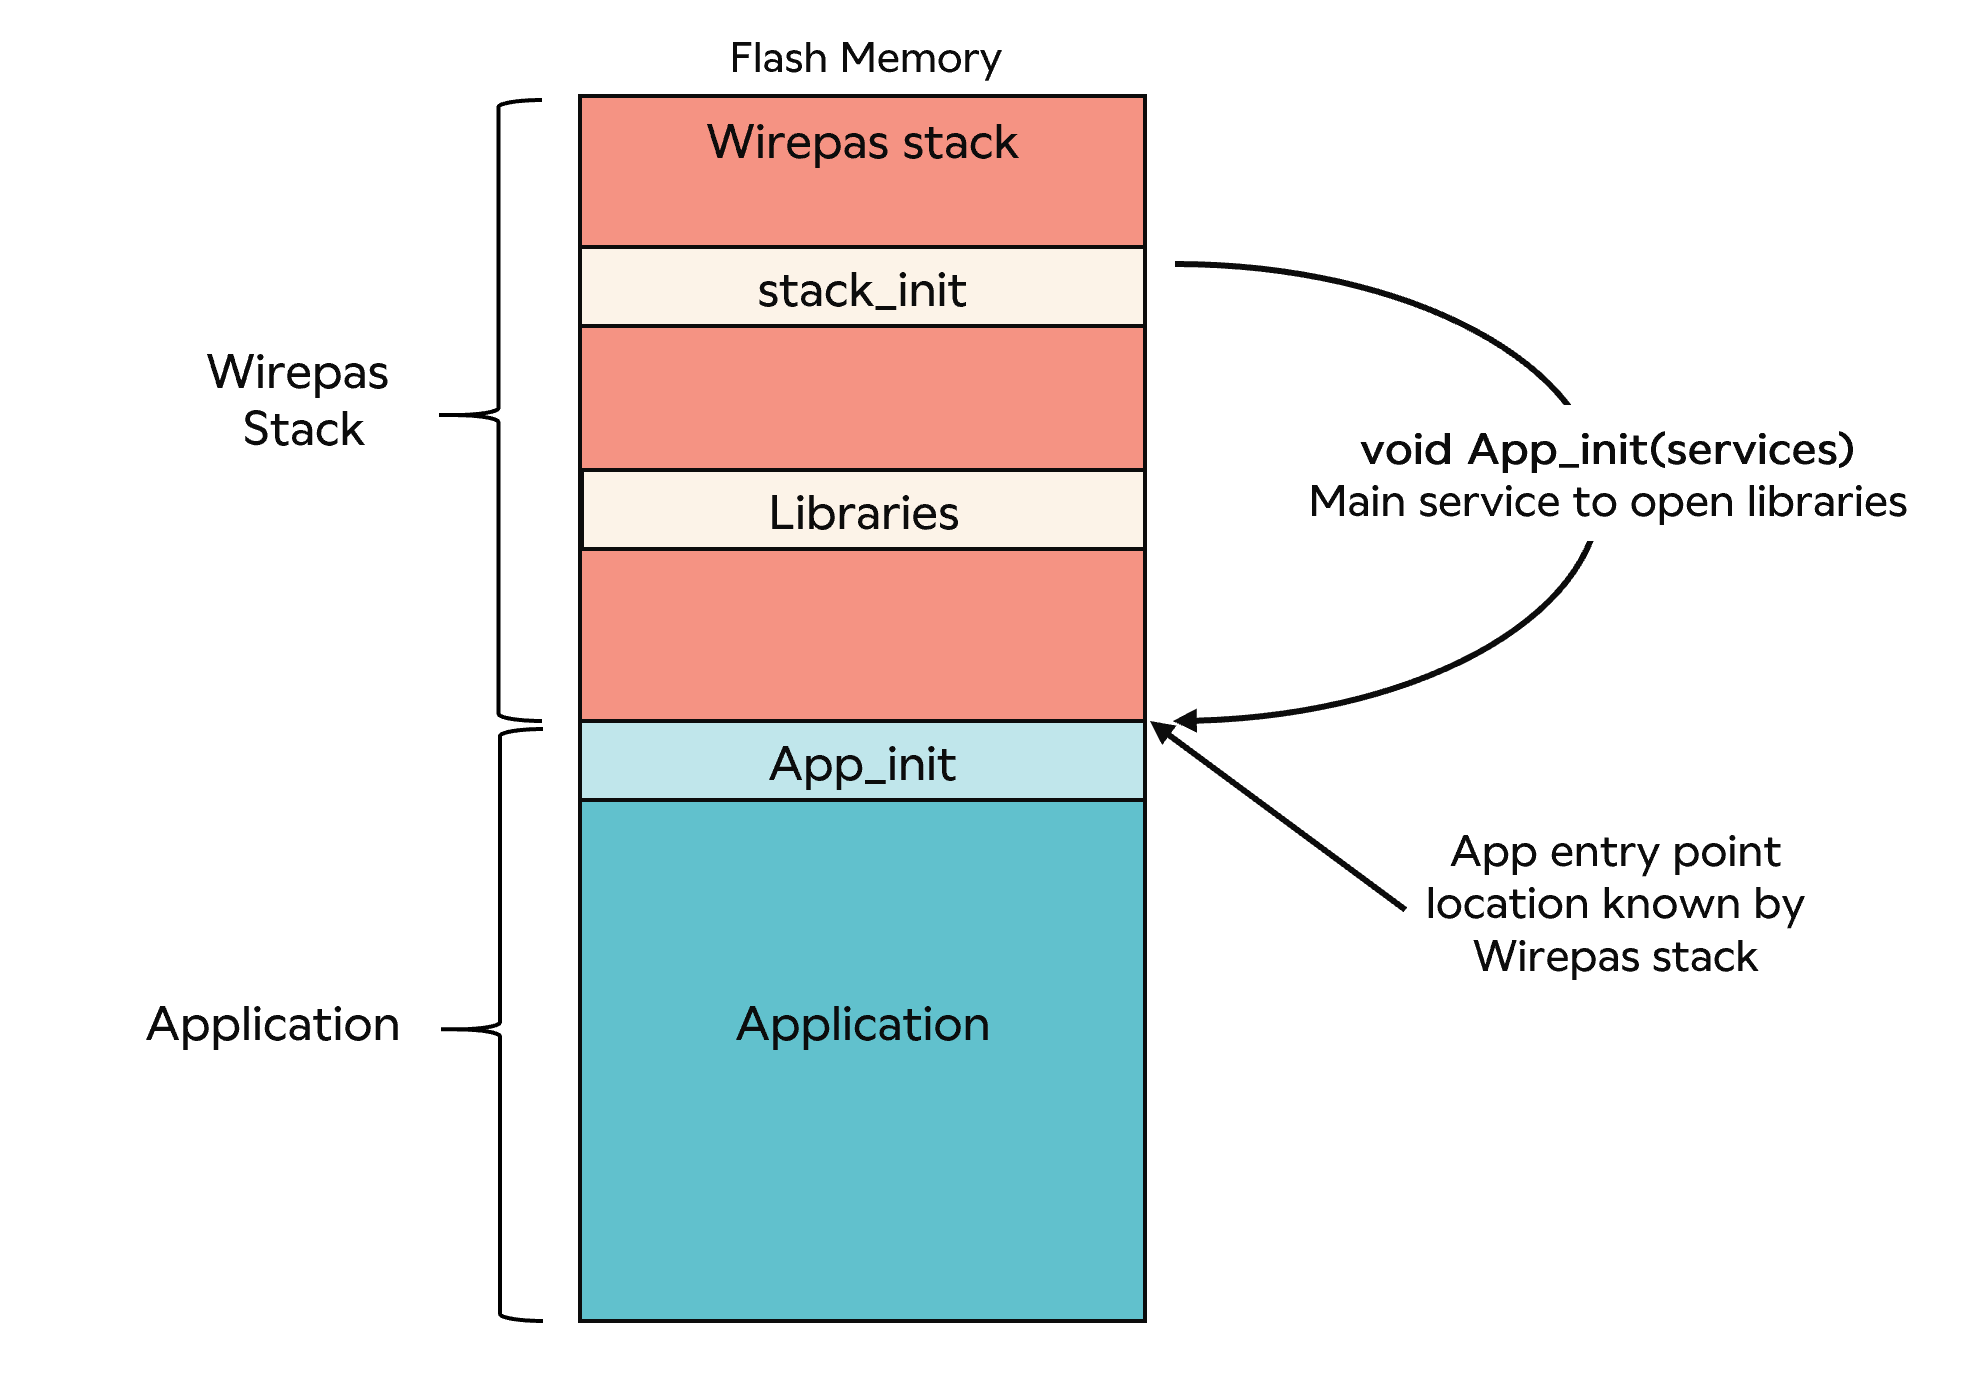 Flash Memory
Wirepas stack
stack_init
Wirepas
Stack
void App_init(services)
Main service to open libraries
Libraries
App_init
App entry point
location known by
Wirepas stack
Application
Application